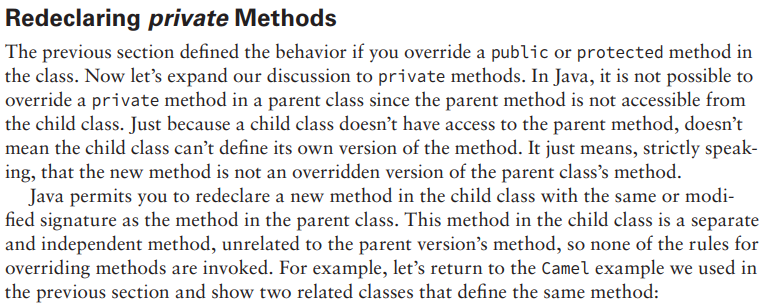 Redeclaring private Methods
The previous section defined the behavior if you override a public or protected method in
the class. Now let's expand our discussion to private methods. In Java, it is not possible to
override a private method in a parent class since the parent method is not accessible from
the child class. Just because a child class doesn't have access to the parent method, doesn't
mean the child class can't define its own version of the method. It just means, strictly speak-
ing, that the new method is not an overridden version of the parent class's method.
Java permits you to redeclare a new method in the child class with the same or modi-
fied signature as the method in the parent class. This method in the child class is a separate
and independent method, unrelated to the parent version's method, so none of the rules for
overriding methods are invoked. For example, let's return to the Camel example we used in
the previous section and show two related classes that define the same method: